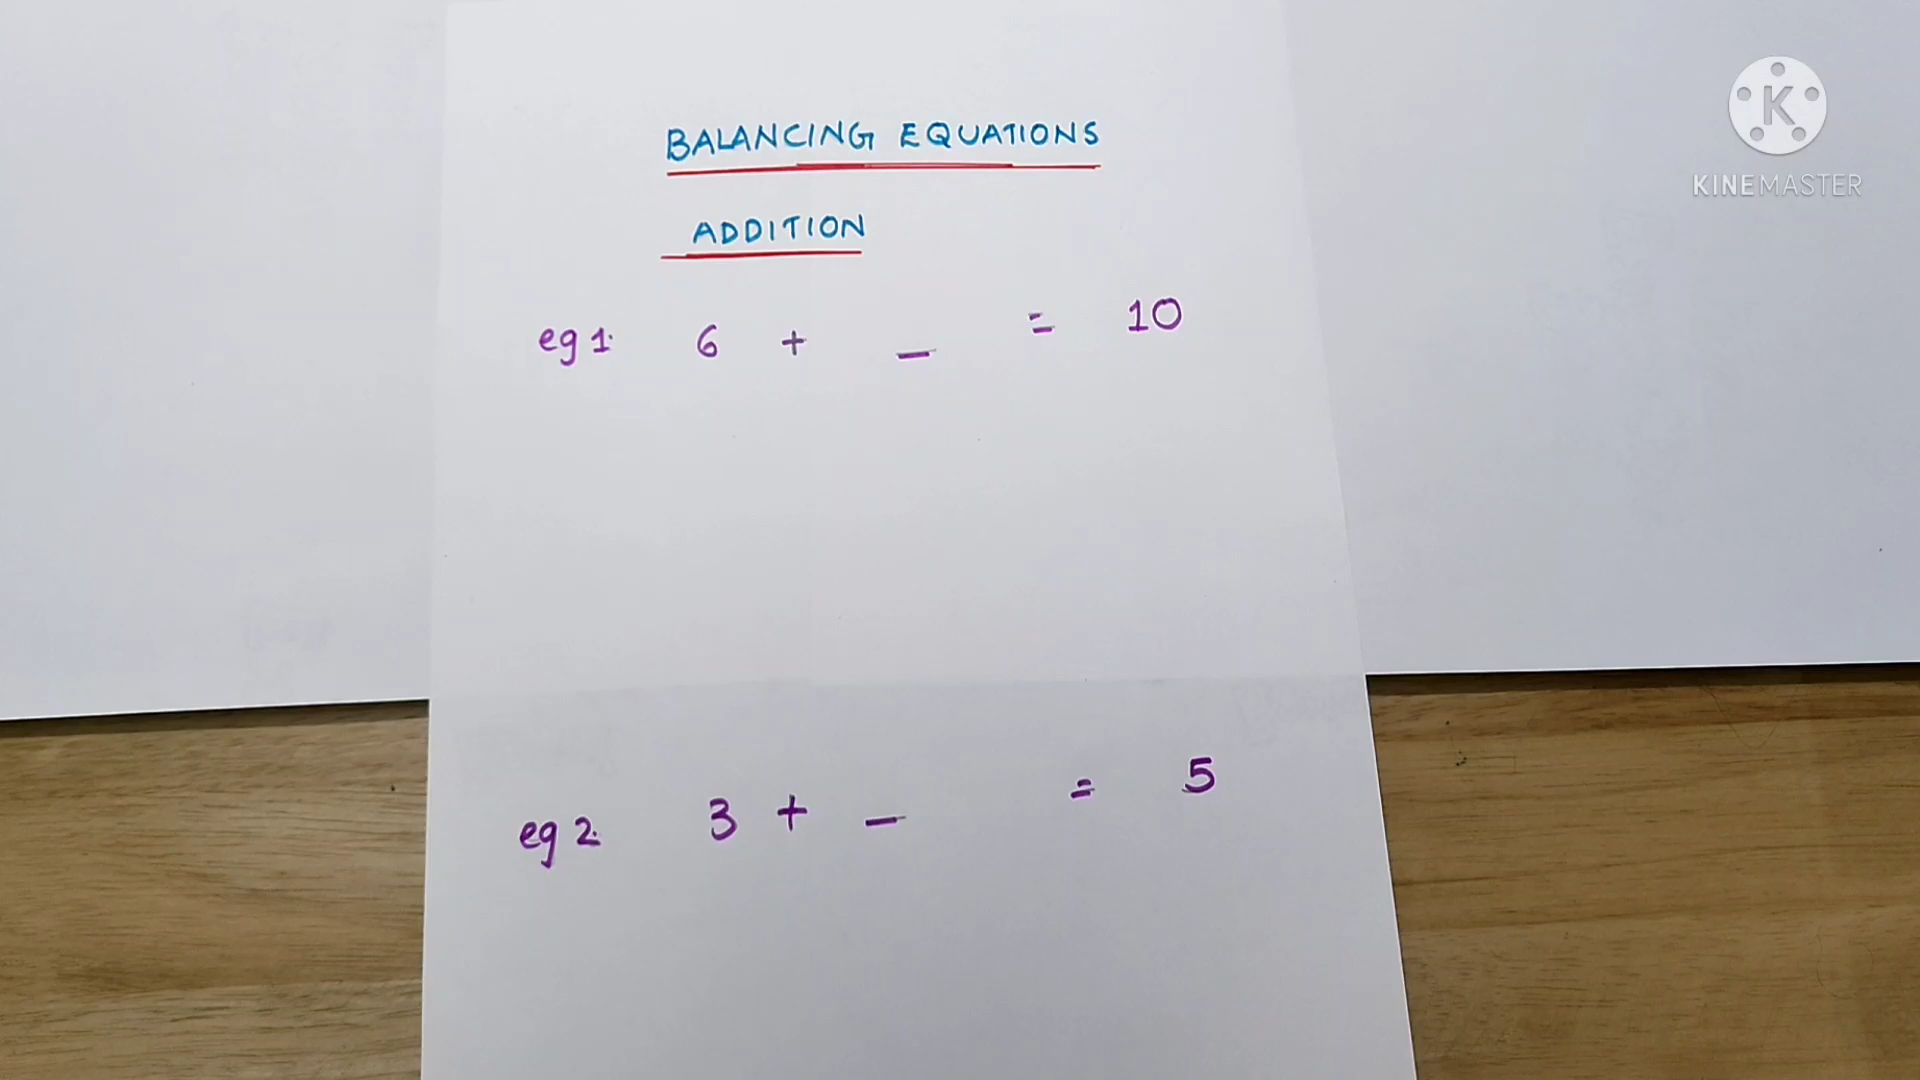 BALANCING EQUATIONS
ADDITION
eg 1. 6 + _ = 10
eg 2. 3 + _ = 5
K
KINEMASTER